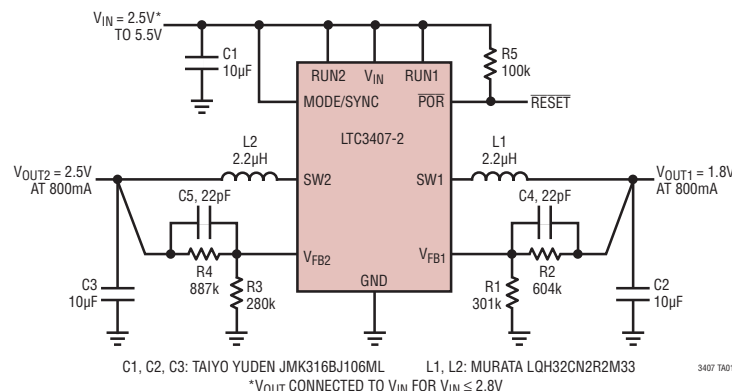 VIN = 2.5V*
TO 5.5V
C1
10µF
RUN2
VIN
RUN1
R5
100k
MODE/SYNC
POR
RESET
LTC3407-2
L2
2.2µH
L1
2.2µH
VOUT2 = 2.5V
AT 800mA
SW2
SW1
VOUT1 = 1.8V
AT 800mA
C5, 22pF
C4, 22pF
VFB2
VFB1
R4
887k
R3
280k
R1
301k
R2
604k
GND
C3
10µF
C2
10µF
C1, C2, C3: TAIYO YUDEN JMK316BJ106ML
L1, L2: MURATA LQH32CN2R2M33
*VOUT CONNECTED TO VIN FOR VIN ≤ 2.8V
3407 TA01